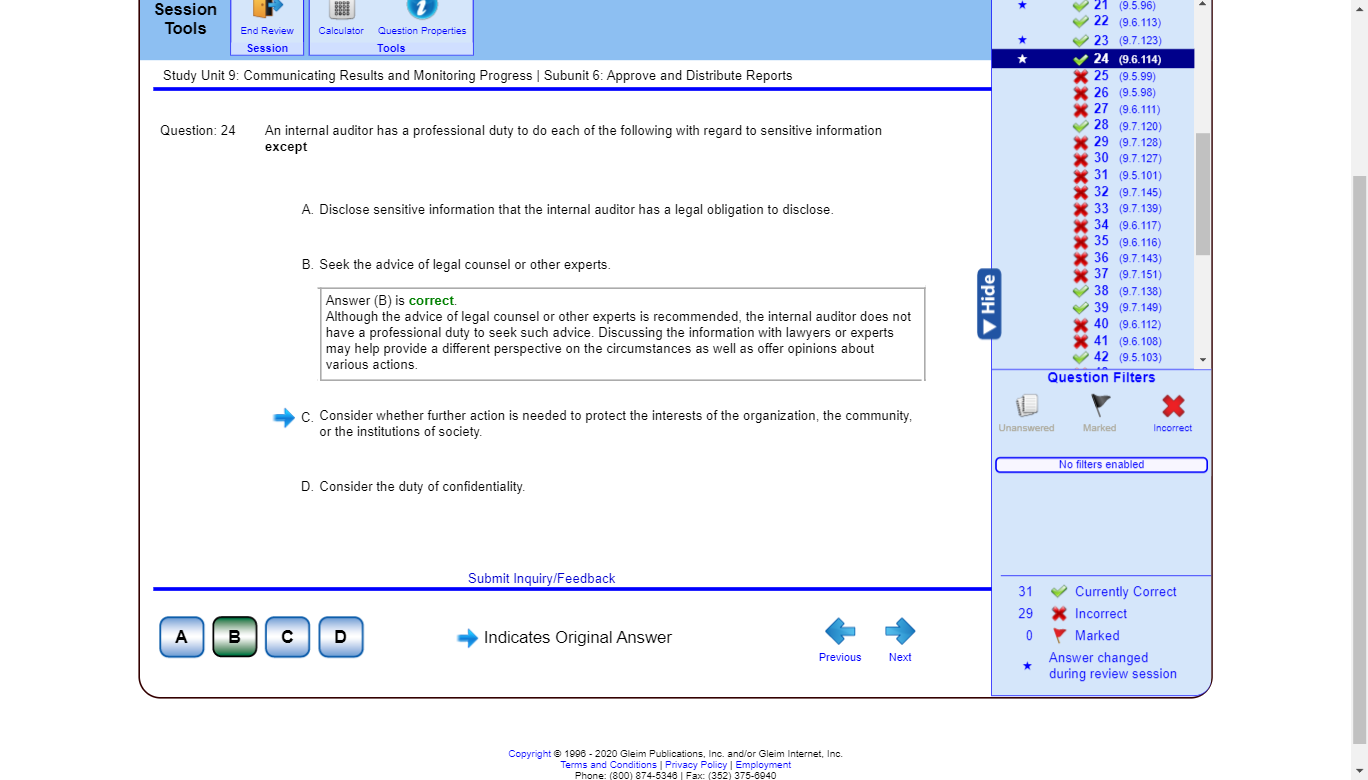 Session
Tools
End Review
Session
Calculator
Question Properties
Tools
Study Unit 9: Communicating Results and Monitoring Progress | Subunit 6: Approve and Distribute Reports
Question: 24
An internal auditor has a professional duty to do each of the following with regard to sensitive information
except
A. Disclose sensitive information that the internal auditor has a legal obligation to disclose.
B. Seek the advice of legal counsel or other experts.
Answer (B) is correct.
Although the advice of legal counsel or other experts is recommended, the internal auditor does not
have a professional duty to seek such advice. Discussing the information with lawyers or experts
may help provide a different perspective on the circumstances as well as offer opinions about
various actions.
C. Consider whether further action is needed to protect the interests of the organization, the community,
or the institutions of society.
D. Consider the duty of confidentiality.
Submit Inquiry/Feedback
A B C D
Indicates Original Answer
Previous
Next
21 (9.5.96)
22 (9.6.113)
23 (9.7.123)
24 (9.6.114)
25 (9.5.99)
26 (9.5.98)
27 (9.6.111)
28 (9.7.120)
29 (9.7.128)
30 (9.7.127)
31 (9.5.101)
32 (9.7.145)
33 (9.7.139)
34 (9.6.117)
35 (9.6.116)
36 (9.7.143)
37 (9.7.151)
38 (9.7.138)
39 (9.7.149)
40 (9.6.112)
41 (9.6.108)
42 (9.5.103)
Hide
Question Filters
Unanswered
Marked
Incorrect
No filters enabled
31 Currently Correct
29 Incorrect
0 Marked
Answer changed
during review session
Copyright © 1996 - 2020 Gleim Publications, Inc. and/or Gleim Internet, Inc.
Terms and Conditions | Privacy Policy | Employment
Phone: (800) 874-5346 | Fax: (352) 375-6940